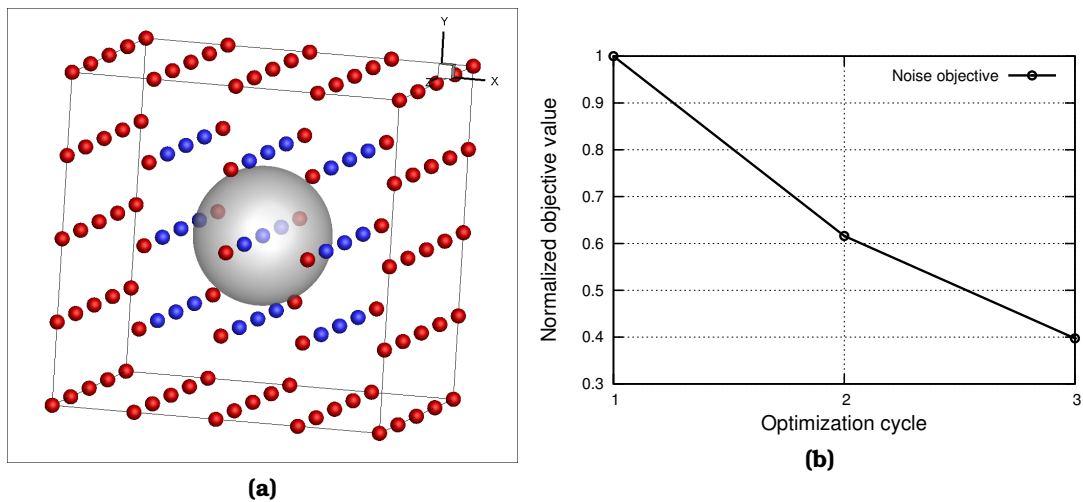 Y
X
Z
(a)
Noise objective
Normalized objective value
1
0.9
0.8
0.7
0.6
0.5
0.4
0.3
1 2 3
Optimization cycle
(b)